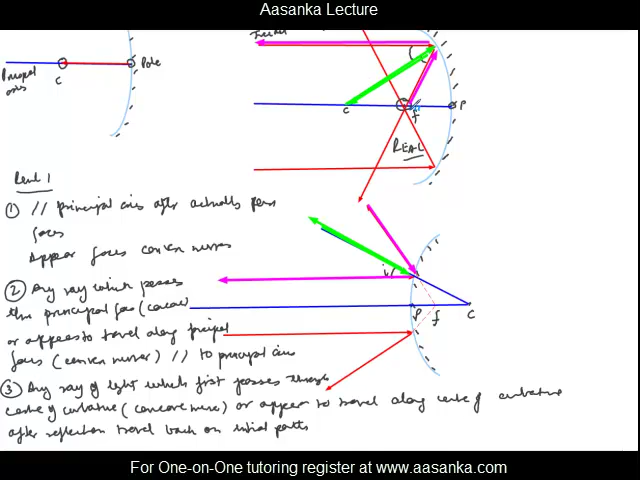 Aasanka Lecture
Principal
axis
C
Pole
C
f
P
REAL
Result 1
① // principal axis after actually pass
focus
Appear focus convex mirror
② Any ray which passes
thru principal focus (concave
or appears to travel along principal
focus (convex mirror) // to principal axis
i
P
f
C
③ Any ray of light which first passes through
centre of curvature (concave mirror) or appear to travel along centre of curvature
after reflection travel back on initial path
For One-on-One tutoring register at www.aasanka.com